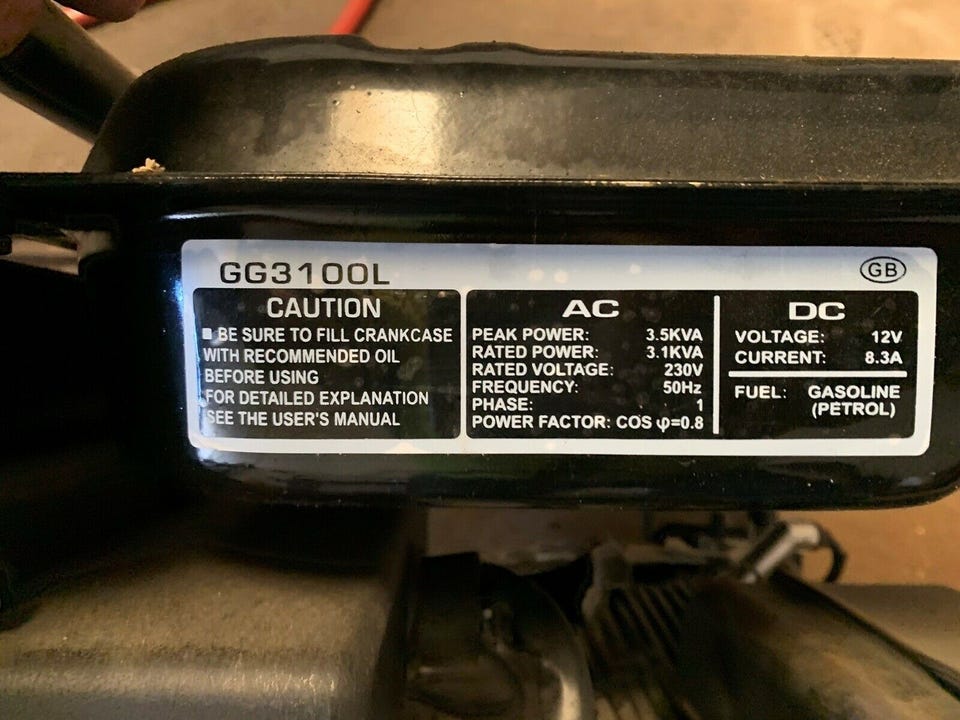 GG3100L
GB
CAUTION
■ BE SURE TO FILL CRANKCASE
WITH RECOMMENDED OIL
BEFORE USING
FOR DETAILED EXPLANATION
SEE THE USER'S MANUAL
AC
PEAK POWER: 3.5KVA
RATED POWER: 3.1KVA
RATED VOLTAGE: 230V
FREQUENCY: 50Hz
PHASE: 1
POWER FACTOR: COS φ=0.8
DC
VOLTAGE: 12V
CURRENT: 8.3A
FUEL: GASOLINE
(PETROL)